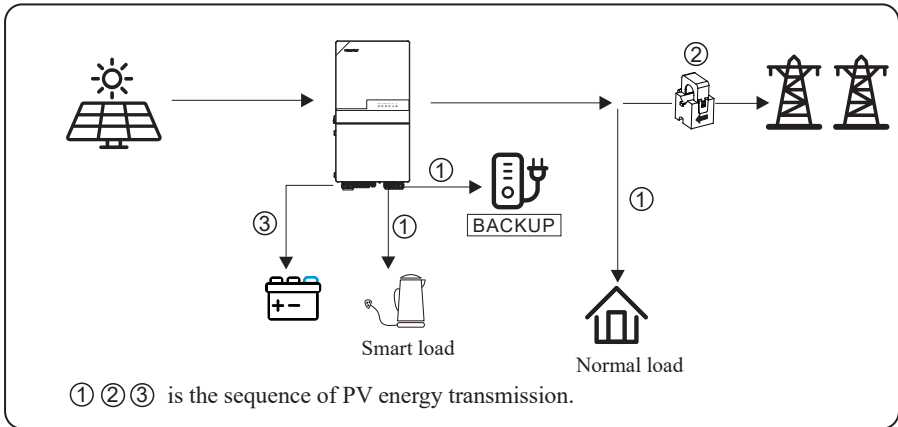 ②
①
BACKUP
③
①
①
+ −
Smart load
Normal load
① ② ③ is the sequence of PV energy transmission.